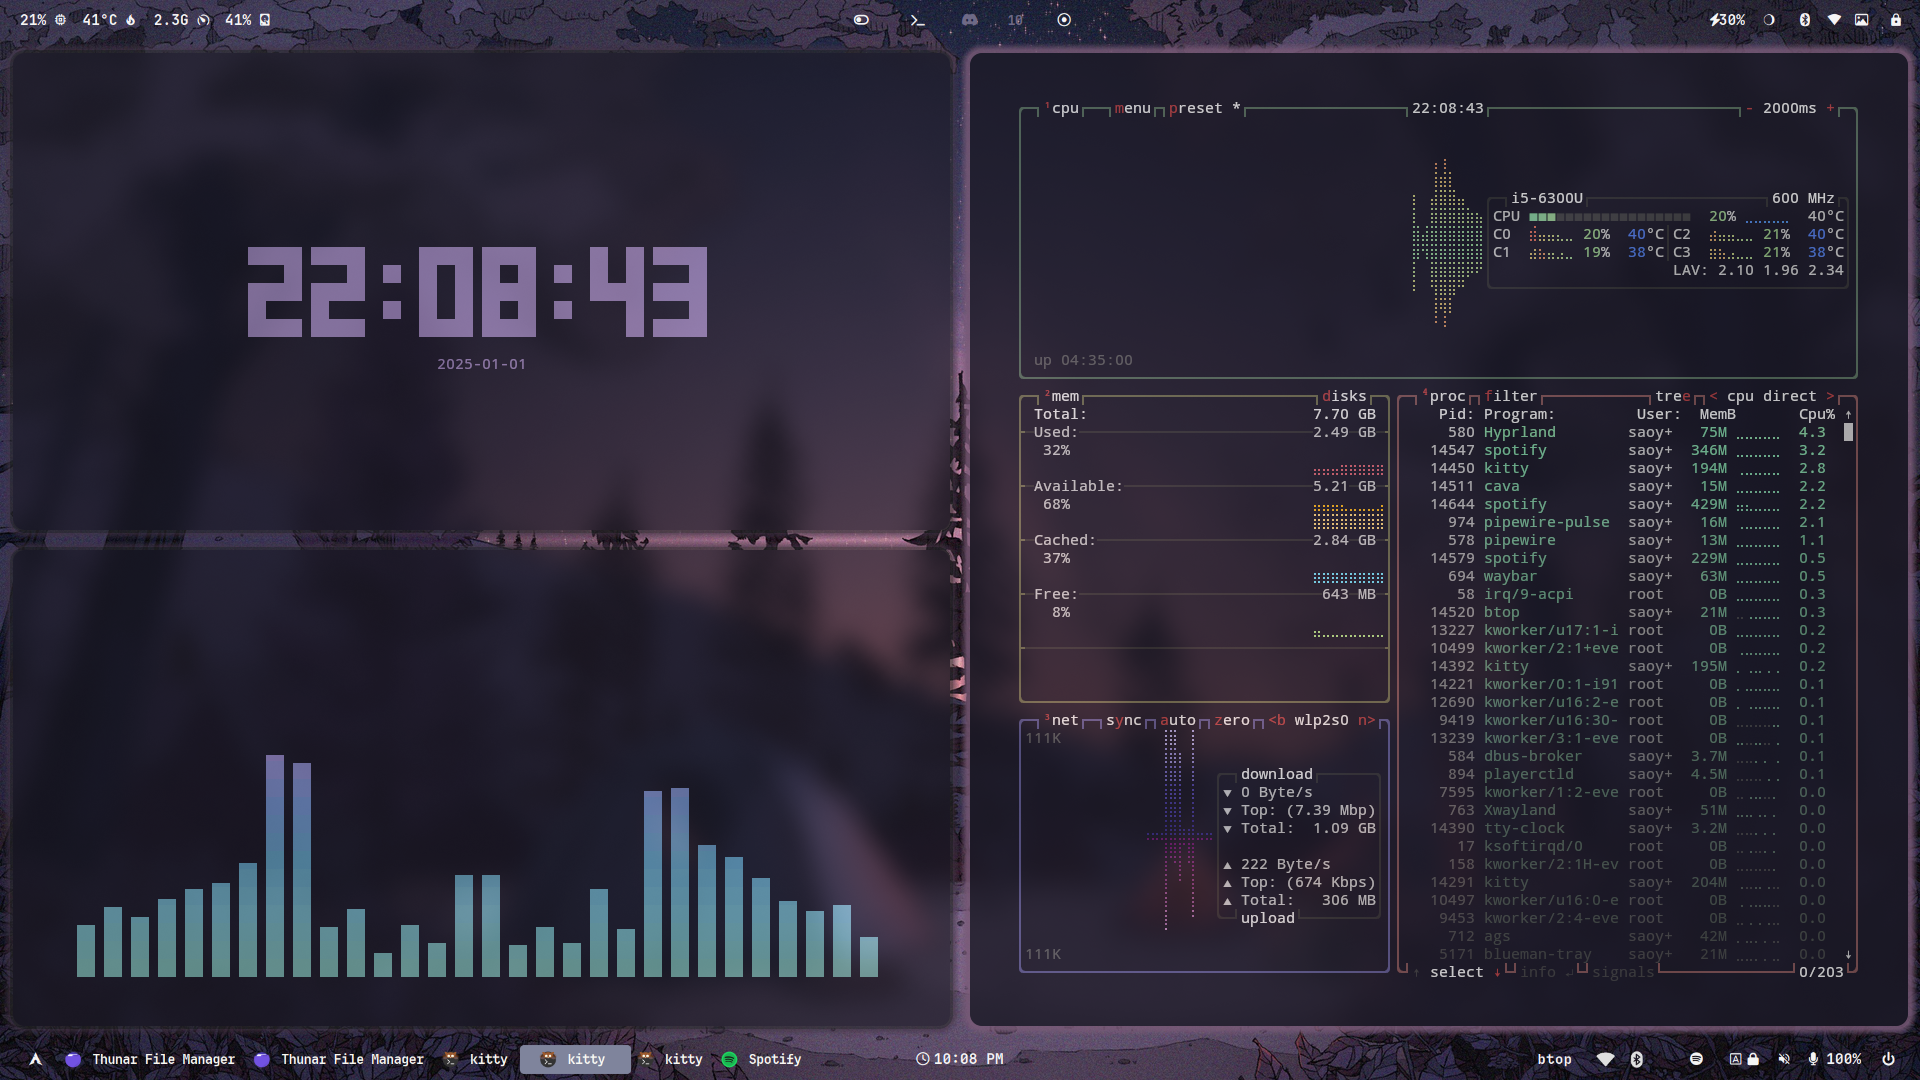 21% 41°C 2.3G 41% 10 30%
22:08:43
2025-01-01
¹cpu menu preset * 22:08:43 - 2000ms +
i5-6300U 600 MHz
CPU 20% 40°C
C0 20% 40°C C2 21% 40°C
C1 19% 38°C C3 21% 38°C
LAV: 2.10 1.96 2.34
up 04:35:00
²mem disks
Total: 7.70 GB
Used: 2.49 GB
32%
Available: 5.21 GB
68%
Cached: 2.84 GB
37%
Free: 643 MB
8%
³net sync auto zero <b wlp2s0 n>
111K
download
▼ 0 Byte/s
▼ Top: (7.39 Mbp)
▼ Total: 1.09 GB
▲ 222 Byte/s
▲ Top: (674 Kbps)
▲ Total: 306 MB
upload
111K
⁴proc filter tree < cpu direct >
Pid: Program: User: MemB Cpu% ↑
580 Hyprland saoy+ 75M 4.3
14547 spotify saoy+ 346M 3.2
14450 kitty saoy+ 194M 2.8
14511 cava saoy+ 15M 2.2
14644 spotify saoy+ 429M 2.2
974 pipewire-pulse saoy+ 16M 2.1
578 pipewire saoy+ 13M 1.1
14579 spotify saoy+ 229M 0.5
694 waybar saoy+ 63M 0.5
58 irq/9-acpi root 0B 0.3
14520 btop saoy+ 21M 0.3
13227 kworker/u17:1-i root 0B 0.2
10499 kworker/2:1+eve root 0B 0.2
14392 kitty saoy+ 195M 0.2
14221 kworker/0:1-i91 root 0B 0.1
12690 kworker/u16:2-e root 0B 0.1
9419 kworker/u16:30- root 0B 0.1
13239 kworker/3:1-eve root 0B 0.1
584 dbus-broker saoy+ 3.7M 0.1
894 playerctld saoy+ 4.5M 0.1
7595 kworker/1:2-eve root 0B 0.0
763 Xwayland saoy+ 51M 0.0
14390 tty-clock saoy+ 3.2M 0.0
17 ksoftirqd/0 root 0B 0.0
158 kworker/2:1H-ev root 0B 0.0
14291 kitty saoy+ 204M 0.0
10497 kworker/u16:0-e root 0B 0.0
9453 kworker/2:4-eve root 0B 0.0
712 ags saoy+ 42M 0.0
5171 blueman-tray saoy+ 21M 0.0 ↓
↑ select ↓ info ↵ signals 0/203
Thunar File Manager Thunar File Manager kitty kitty kitty Spotify 10:08 PM btop A 100%